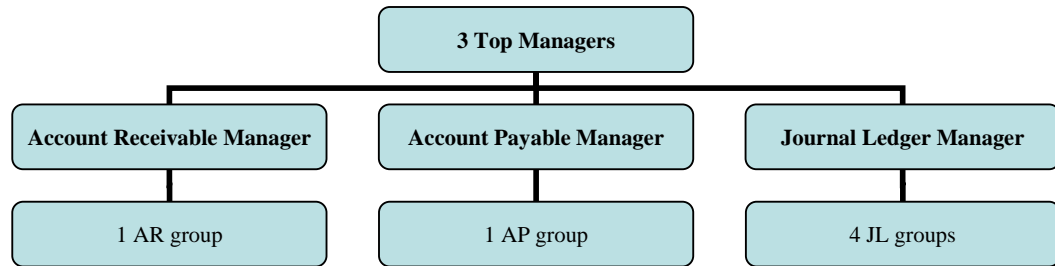 3 Top Managers
Account Receivable Manager
Account Payable Manager
Journal Ledger Manager
1 AR group
1 AP group
4 JL groups